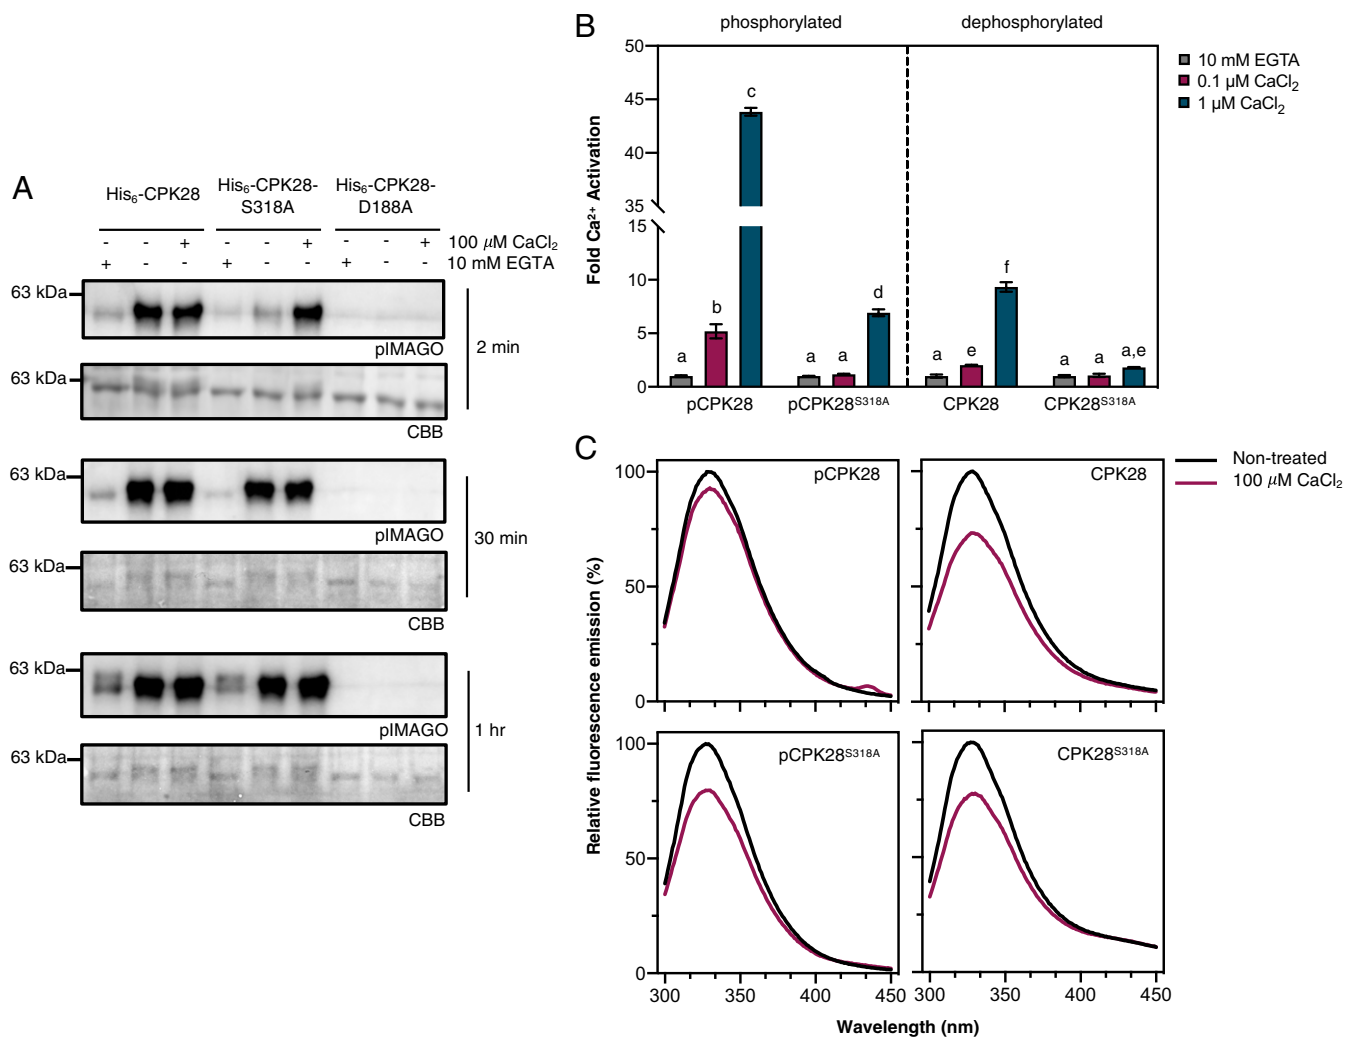 A
His6-CPK28
His6-CPK28-S318A
His6-CPK28-D188A
- - + - - + - - + 100 μM CaCl2
+ - - + - - + - - 10 mM EGTA
63 kDa
pIMAGO
2 min
63 kDa
CBB
63 kDa
pIMAGO
30 min
63 kDa
CBB
63 kDa
pIMAGO
1 hr
63 kDa
CBB
B
phosphorylated
dephosphorylated
10 mM EGTA
0.1 μM CaCl2
1 μM CaCl2
Fold Ca2+ Activation
50
45
40
35
15
10
5
0
a b c
a a d
a e f
a a a,e
pCPK28
pCPK28S318A
CPK28
CPK28S318A
C
Non-treated
100 μM CaCl2
Relative fluorescence emission (%)
100
50
0
pCPK28
CPK28
100
50
0
pCPK28S318A
CPK28S318A
300 350 400 450
300 350 400 450
Wavelength (nm)